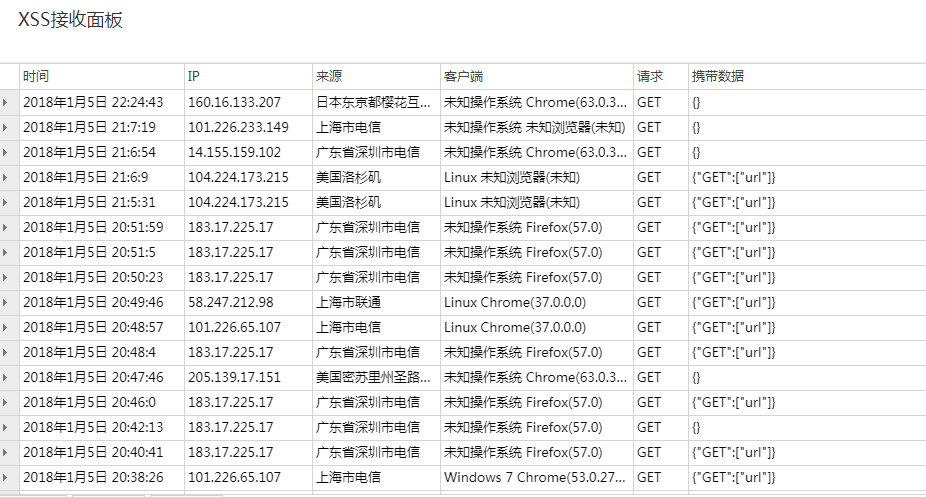 XSS接收面板
时间 IP 来源 客户端 请求 携带数据
2018年1月5日 22:24:43 160.16.133.207 日本东京都樱花互... 未知操作系统 Chrome(63.0.3... GET {}
2018年1月5日 21:7:19 101.226.233.149 上海市电信 未知操作系统 未知浏览器(未知) GET {}
2018年1月5日 21:6:54 14.155.159.102 广东省深圳市电信 未知操作系统 Chrome(63.0.3... GET {}
2018年1月5日 21:6:9 104.224.173.215 美国洛杉矶 Linux 未知浏览器(未知) GET {"GET":["url"]}
2018年1月5日 21:5:31 104.224.173.215 美国洛杉矶 Linux 未知浏览器(未知) GET {"GET":["url"]}
2018年1月5日 20:51:59 183.17.225.17 广东省深圳市电信 未知操作系统 Firefox(57.0) GET {"GET":["url"]}
2018年1月5日 20:51:5 183.17.225.17 广东省深圳市电信 未知操作系统 Firefox(57.0) GET {"GET":["url"]}
2018年1月5日 20:50:23 183.17.225.17 广东省深圳市电信 未知操作系统 Firefox(57.0) GET {"GET":["url"]}
2018年1月5日 20:49:46 58.247.212.98 上海市联通 Linux Chrome(37.0.0.0) GET {"GET":["url"]}
2018年1月5日 20:48:57 101.226.65.107 上海市电信 Linux Chrome(37.0.0.0) GET {"GET":["url"]}
2018年1月5日 20:48:4 183.17.225.17 广东省深圳市电信 未知操作系统 Firefox(57.0) GET {"GET":["url"]}
2018年1月5日 20:47:46 205.139.17.151 美国密苏里州圣路... 未知操作系统 Chrome(63.0.3... GET {}
2018年1月5日 20:46:0 183.17.225.17 广东省深圳市电信 未知操作系统 Firefox(57.0) GET {"GET":["url"]}
2018年1月5日 20:42:13 183.17.225.17 广东省深圳市电信 未知操作系统 Firefox(57.0) GET {}
2018年1月5日 20:40:41 183.17.225.17 广东省深圳市电信 未知操作系统 Firefox(57.0) GET {"GET":["url"]}
2018年1月5日 20:38:26 101.226.65.107 上海市电信 Windows 7 Chrome(53.0.27... GET {"GET":["url"]}